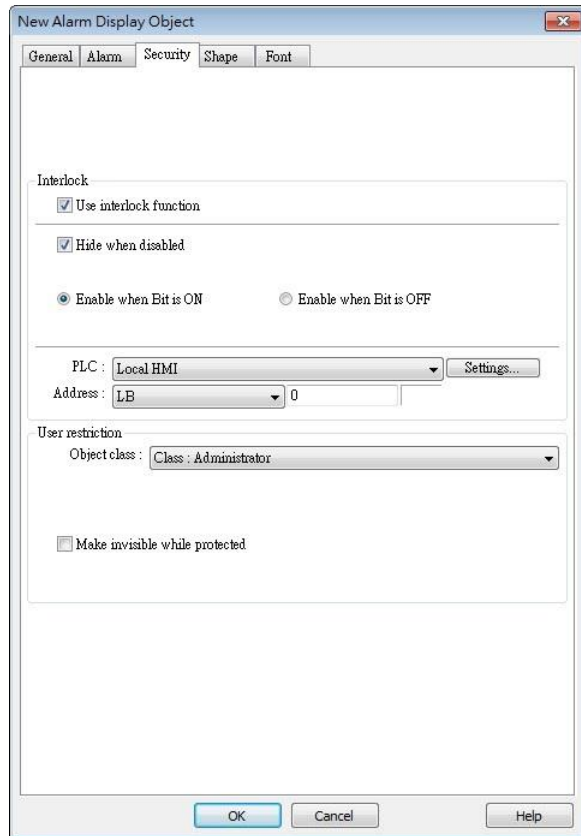 New Alarm Display Object
General Alarm Security Shape Font
Interlock
Use interlock function
Hide when disabled
Enable when Bit is ON Enable when Bit is OFF
PLC : Local HMI Settings...
Address : LB 0
User restriction
Object class : Class : Administrator
Make invisible while protected
OK Cancel Help